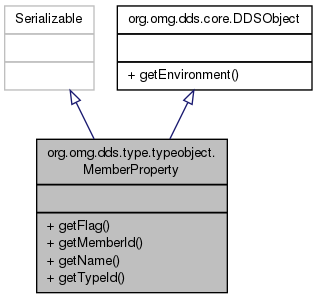 Serializable
org.omg.dds.core.DDSObject
+ getEnvironment()
org.omg.dds.type.typeobject.
MemberProperty
+ getFlag()
+ getMemberId()
+ getName()
+ getTypeId()